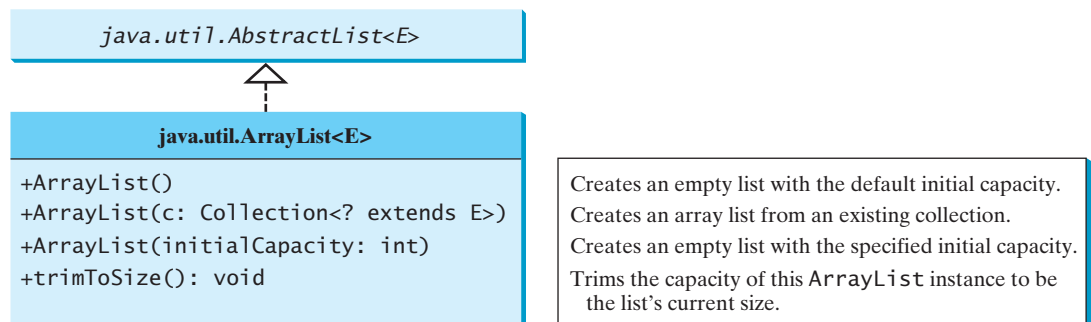 java.util.AbstractList<E>
java.util.ArrayList<E>
+ArrayList()
+ArrayList(c: Collection<? extends E>)
+ArrayList(initialCapacity: int)
+trimToSize(): void
Creates an empty list with the default initial capacity.
Creates an array list from an existing collection.
Creates an empty list with the specified initial capacity.
Trims the capacity of this ArrayList instance to be
the list's current size.